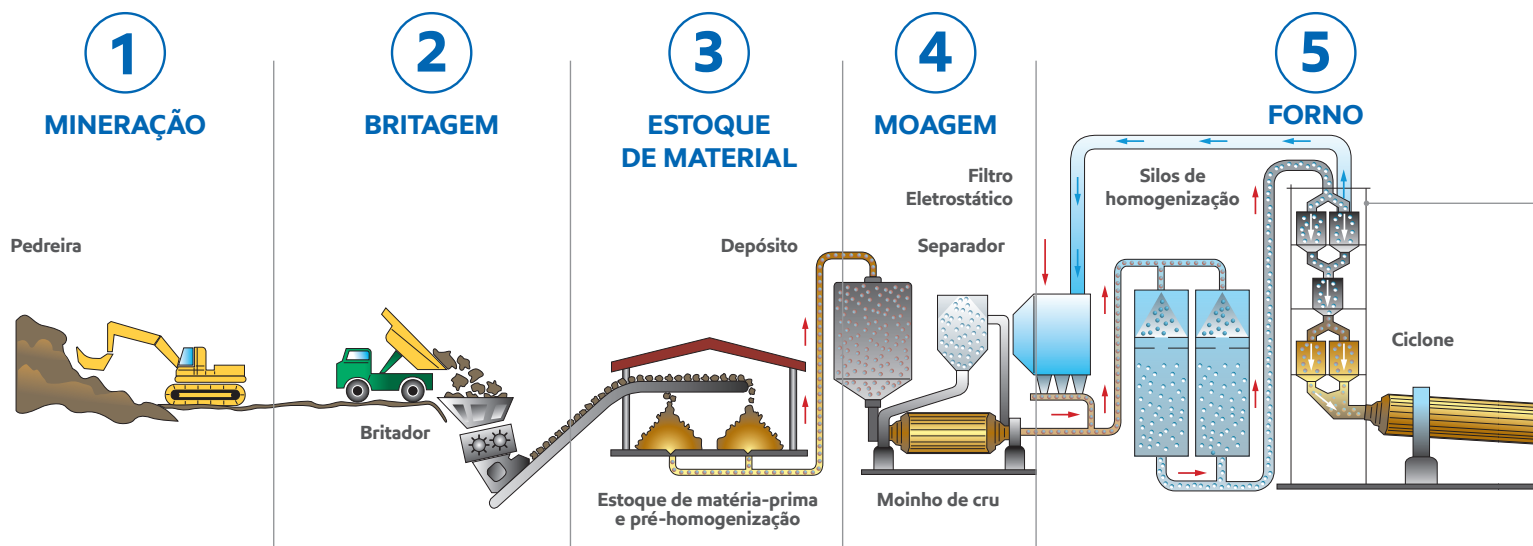 1
MINERAÇÃO
Pedreira
2
BRITAGEM
Britador
3
ESTOQUE
DE MATERIAL
Depósito
Estoque de matéria-prima
e pré-homogenização
4
MOAGEM
Filtro
Eletrostático
Separador
Moinho de cru
5
FORNO
Silos de
homogenização
Ciclone